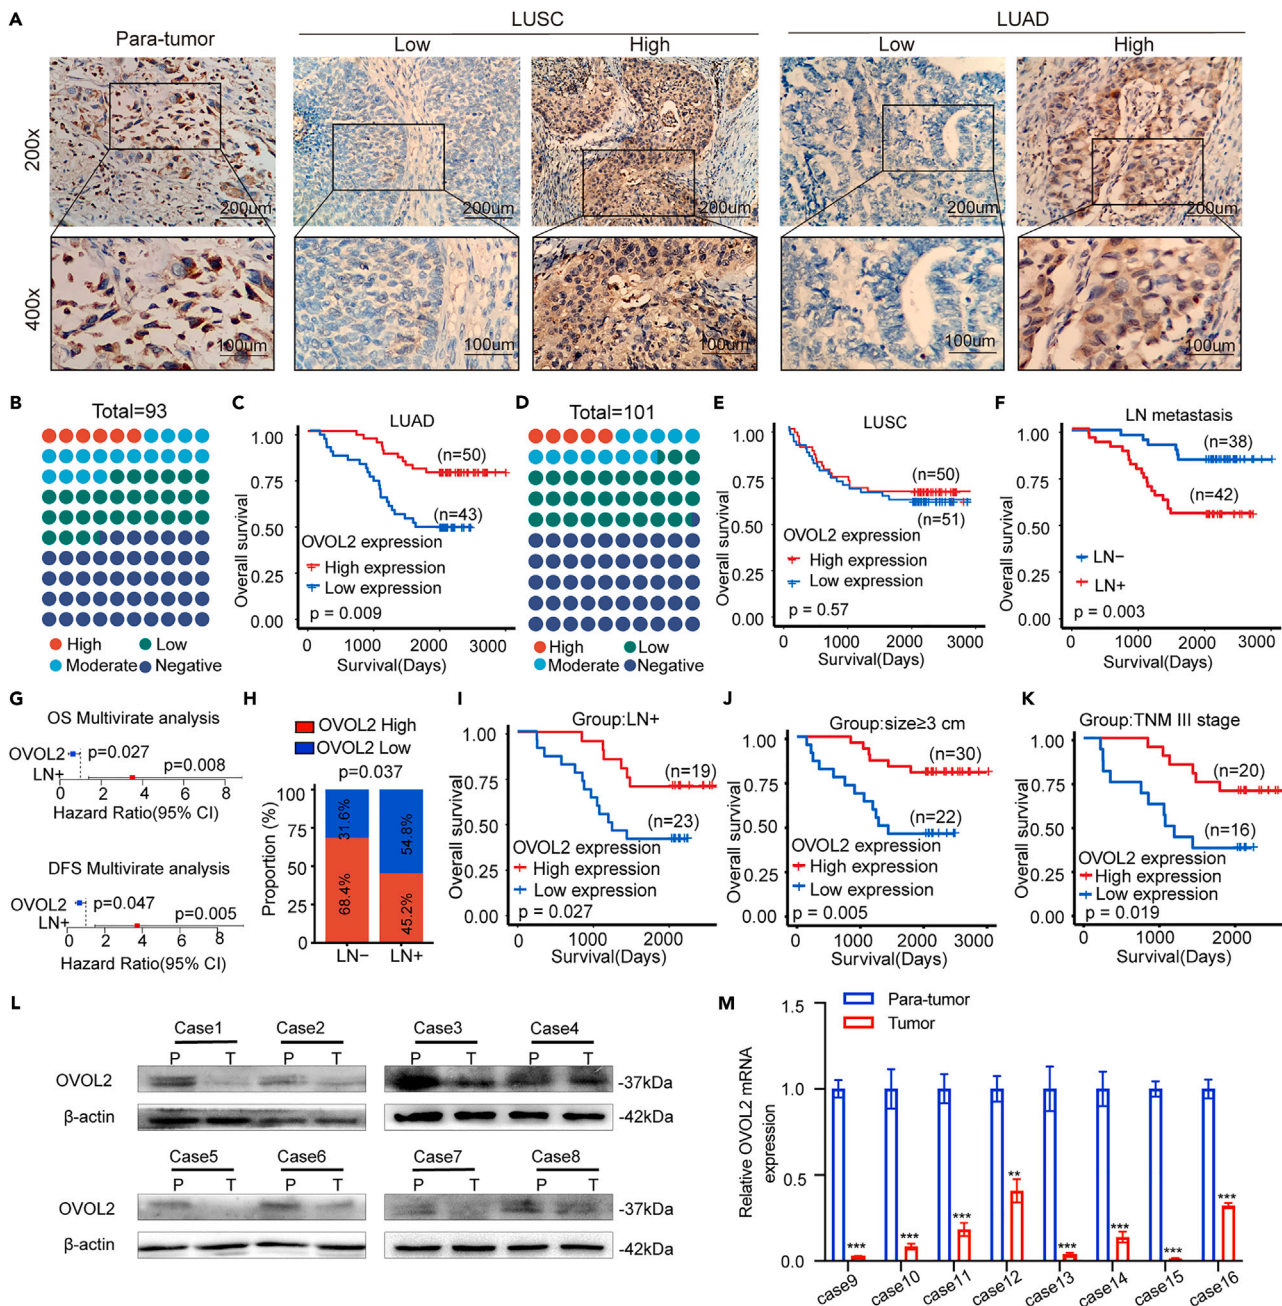 A
LUSC
LUAD
Para-tumor
Low
High
Low
High
200x
200um
200um
200um
200um
200um
400x
100um
100um
100um
100um
100um
B
Total=93
High
Low
Moderate
Negative
C
LUAD
Overall survival
1.00
0.75
0.50
0.25
0.00
(n=50)
(n=43)
OVOL2 expression
High expression
Low expression
p = 0.009
0 1000 2000 3000
Survival(Days)
D
Total=101
High
Low
Moderate
Negative
E
LUSC
Overall survival
1.00
0.75
0.50
0.25
0.00
(n=50)
(n=51)
OVOL2 expression
High expression
Low expression
p = 0.57
0 1000 2000 3000
Survival(Days)
F
LN metastasis
Overall survival
1.00
0.75
0.50
0.25
0.00
(n=38)
(n=42)
LN−
LN+
p = 0.003
0 1000 2000 3000
Survival(Days)
G
OS Multivirate analysis
OVOL2
p=0.027
LN+
p=0.008
0 2 4 6 8
Hazard Ratio(95% CI)
DFS Multivirate analysis
OVOL2
p=0.047
LN+
p=0.005
0 2 4 6 8
Hazard Ratio(95% CI)
H
OVOL2 High
OVOL2 Low
p=0.037
Proportion (%)
100
75
50
25
0
31.6%
68.4%
54.8%
45.2%
LN−
LN+
I
Group:LN+
Overall survival
1.00
0.75
0.50
0.25
0.00
(n=19)
(n=23)
OVOL2 expression
High expression
Low expression
p = 0.027
0 1000 2000
Survival(Days)
J
Group:size≥3 cm
Overall survival
1.00
0.75
0.50
0.25
0.00
(n=30)
(n=22)
OVOL2 expression
High expression
Low expression
p = 0.005
0 1000 2000 3000
Survival(Days)
K
Group:TNM III stage
Overall survival
1.00
0.75
0.50
0.25
0.00
(n=20)
(n=16)
OVOL2 expression
High expression
Low expression
p = 0.019
0 1000 2000
Survival(Days)
L
Case1 Case2 Case3 Case4
P T P T P T P T
OVOL2
-37kDa
β-actin
-42kDa
Case5 Case6 Case7 Case8
P T P T P T P T
OVOL2
-37kDa
β-actin
-42kDa
M
Para-tumor
Tumor
Relative OVOL2 mRNA
expression
1.5
1.0
0.5
0.0
*** *** *** ** *** *** *** ***
case9 case10 case11 case12 case13 case14 case15 case16